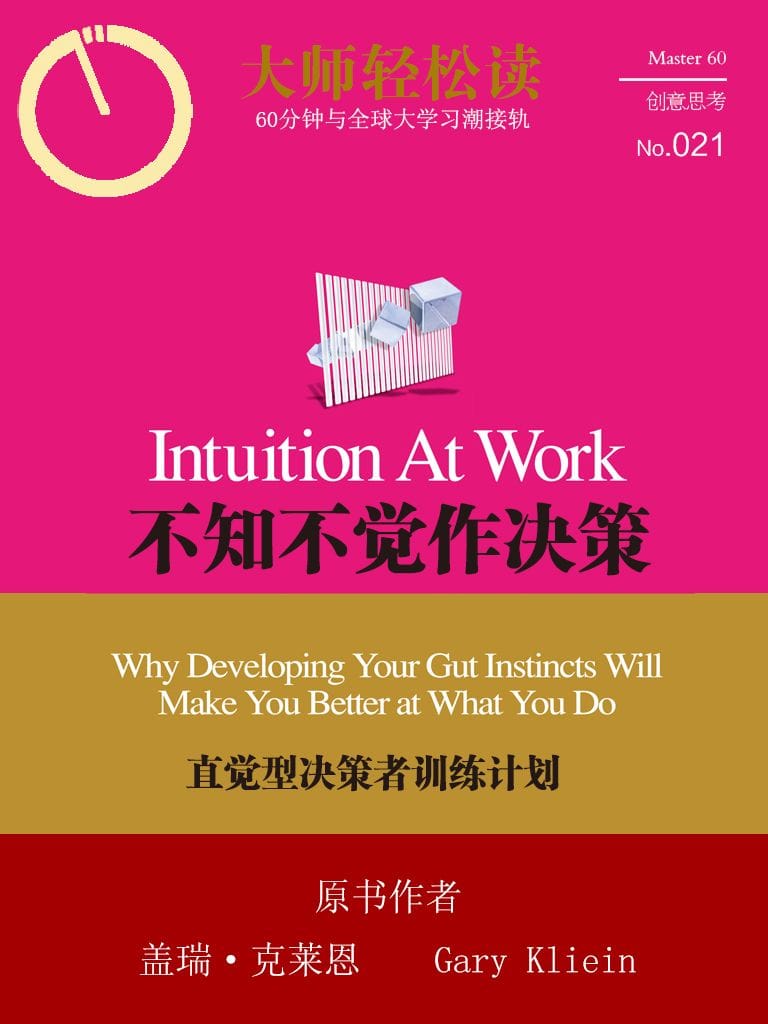 大师轻松读
60分钟与全球大学习潮接轨
Master 60
创意思考
No.021
Intuition At Work
不知不觉作决策
Why Developing Your Gut Instincts Will
Make You Better at What You Do
直觉型决策者训练计划
原书作者
盖瑞·克莱恩 Gary Kliein